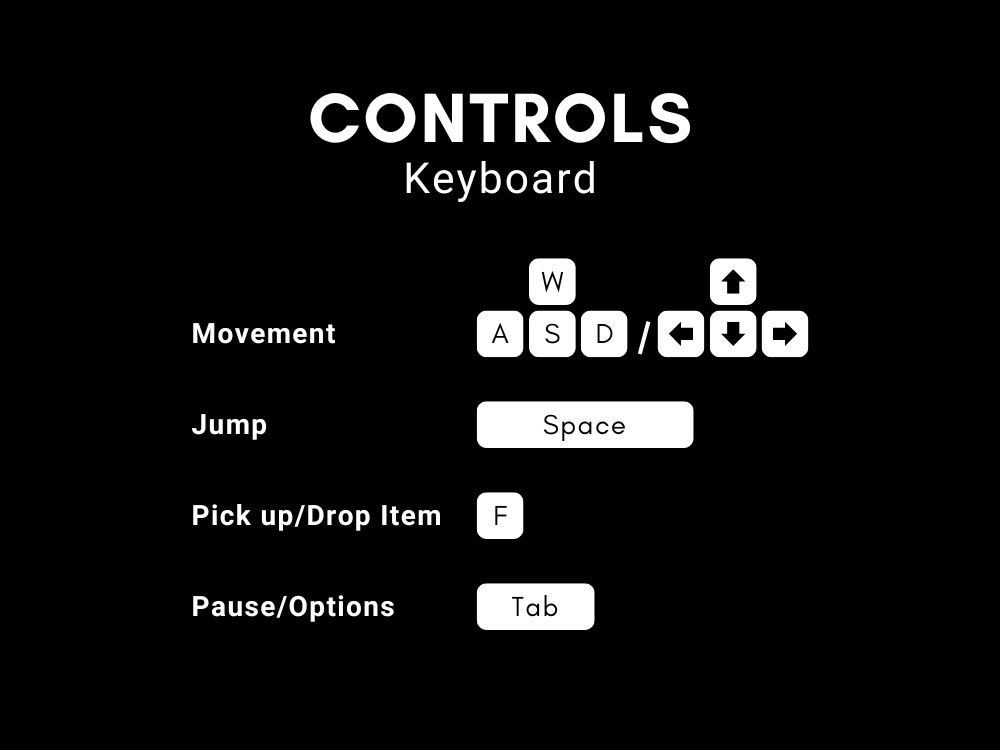 CONTROLS
Keyboard
W
Movement A S D /
Jump Space
Pick up/Drop Item F
Pause/Options Tab